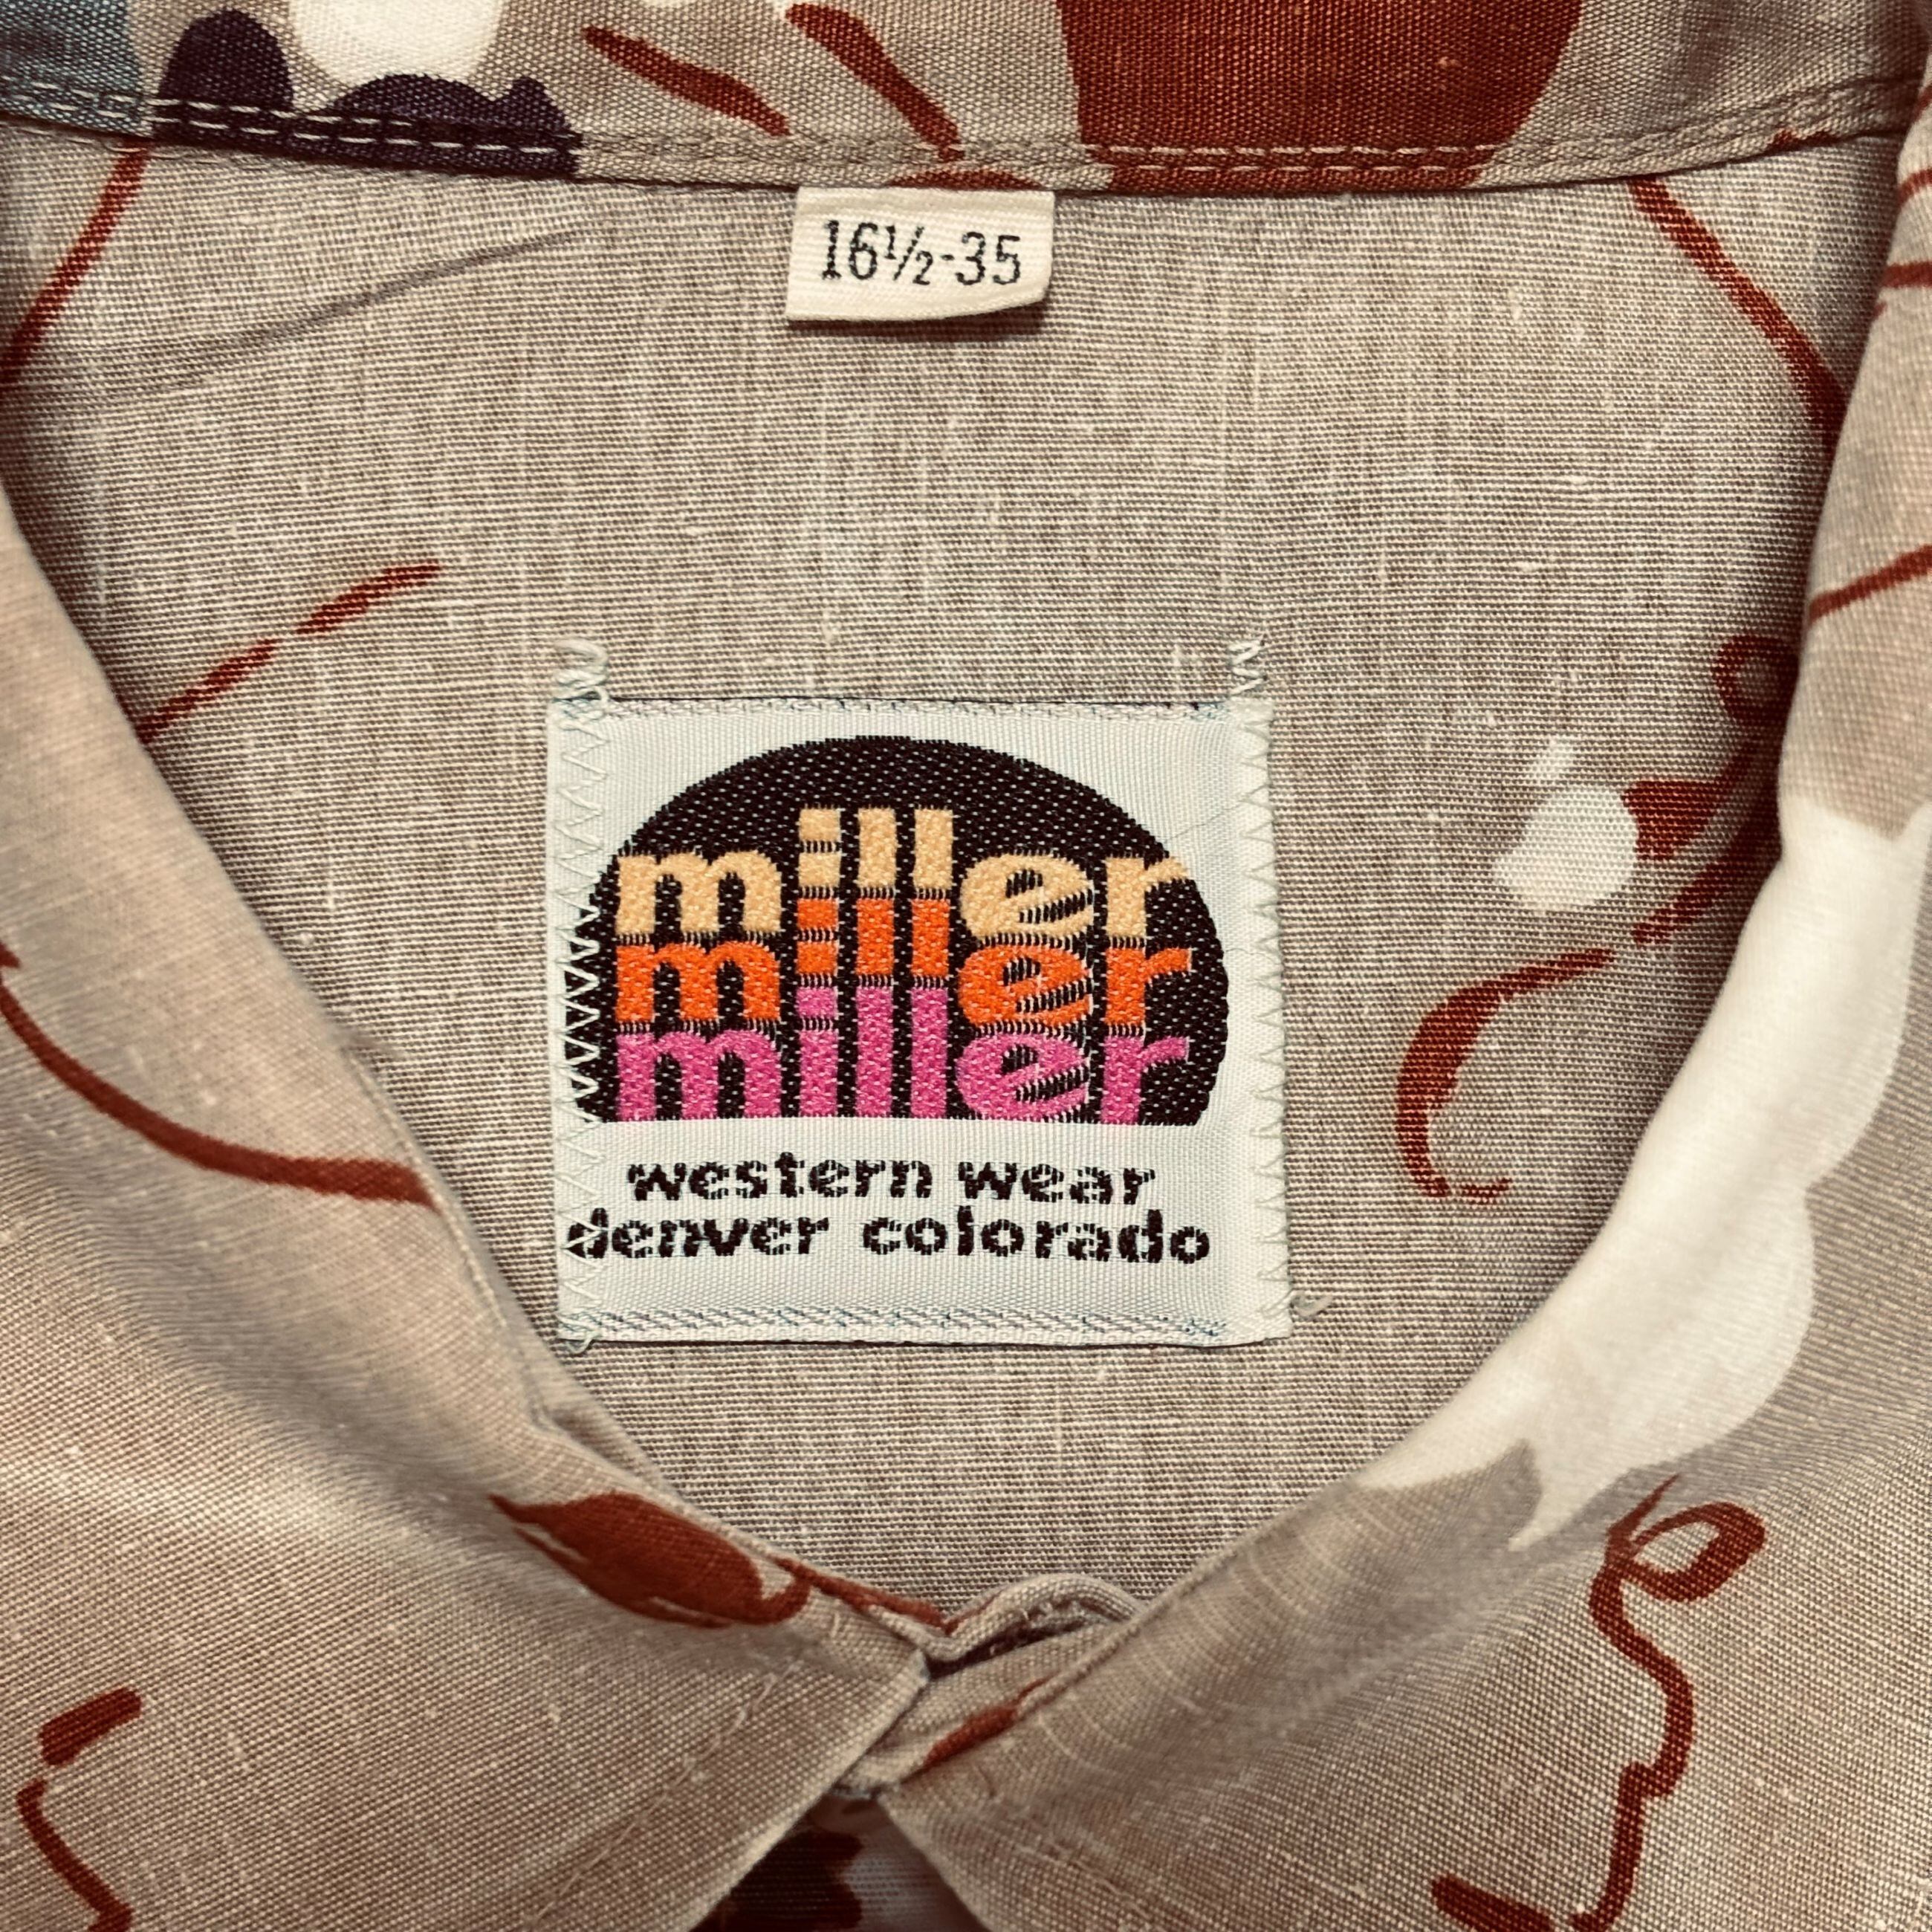 16½-35
miller
miller
miller
western wear
denver colorado